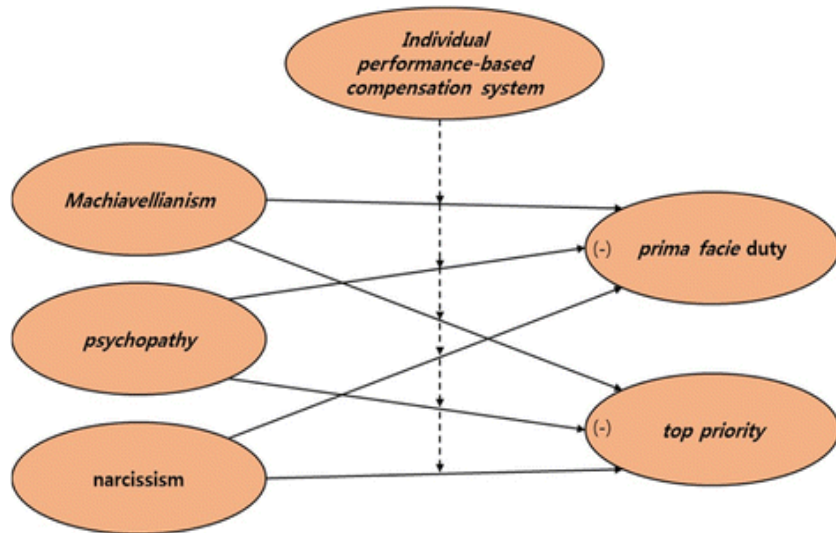 Individual
performance-based
compensation system
Machiavellianism
(-) prima facie duty
psychopathy
(-) top priority
narcissism